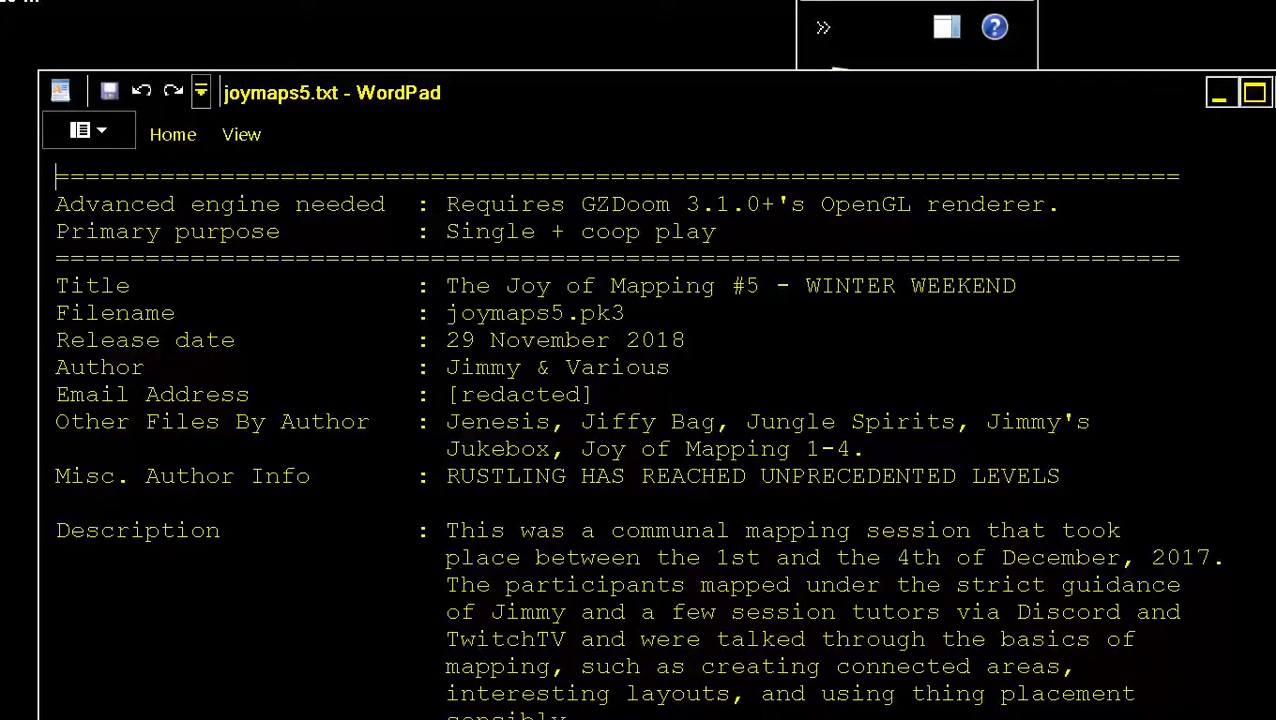 joymaps5.txt - WordPad
Home View
===========================================================================
Advanced engine needed : Requires GZDoom 3.1.0+'s OpenGL renderer.
Primary purpose : Single + coop play
===========================================================================
Title : The Joy of Mapping #5 - WINTER WEEKEND
Filename : joymaps5.pk3
Release date : 29 November 2018
Author : Jimmy & Various
Email Address : [redacted]
Other Files By Author : Jenesis, Jiffy Bag, Jungle Spirits, Jimmy's
Jukebox, Joy of Mapping 1-4.
Misc. Author Info : RUSTLING HAS REACHED UNPRECEDENTED LEVELS
Description : This was a communal mapping session that took
place between the 1st and the 4th of December, 2017.
The participants mapped under the strict guidance
of Jimmy and a few session tutors via Discord and
TwitchTV and were talked through the basics of
mapping, such as creating connected areas,
interesting layouts, and using thing placement